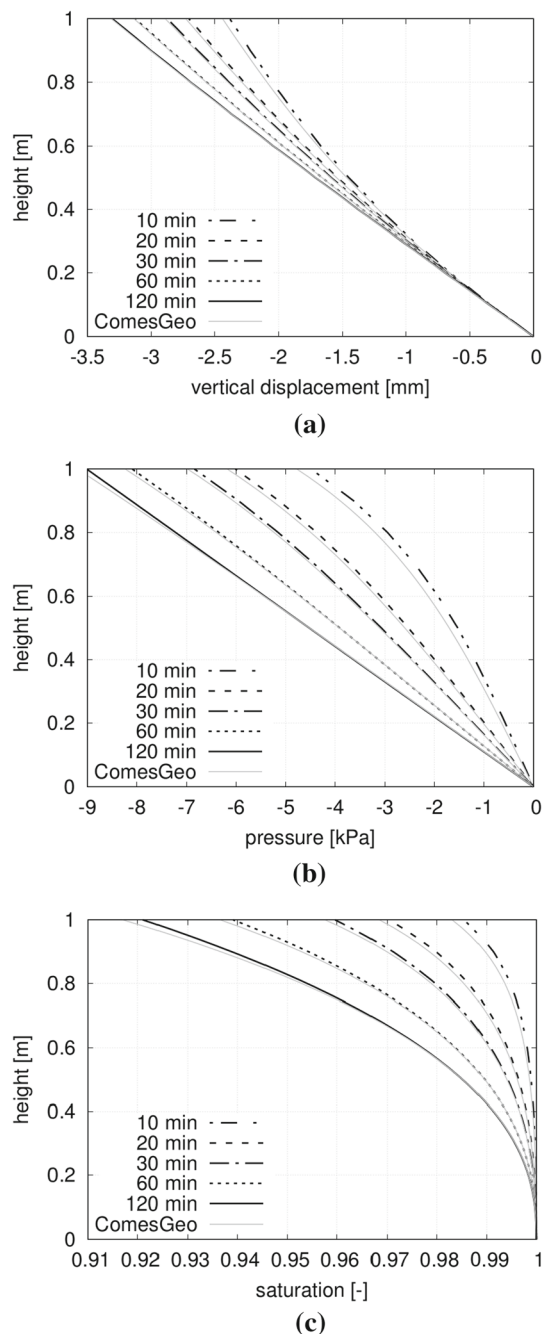 1
0.8
0.6
0.4
0.2
0
height [m]
10 min
20 min
30 min
60 min
120 min
ComesGeo
-3.5 -3 -2.5 -2 -1.5 -1 -0.5 0
vertical displacement [mm]
(a)
1
0.8
0.6
0.4
0.2
0
height [m]
10 min
20 min
30 min
60 min
120 min
ComesGeo
-9 -8 -7 -6 -5 -4 -3 -2 -1 0
pressure [kPa]
(b)
1
0.8
0.6
0.4
0.2
0
height [m]
10 min
20 min
30 min
60 min
120 min
ComesGeo
0.91 0.92 0.93 0.94 0.95 0.96 0.97 0.98 0.99 1
saturation [-]
(c)